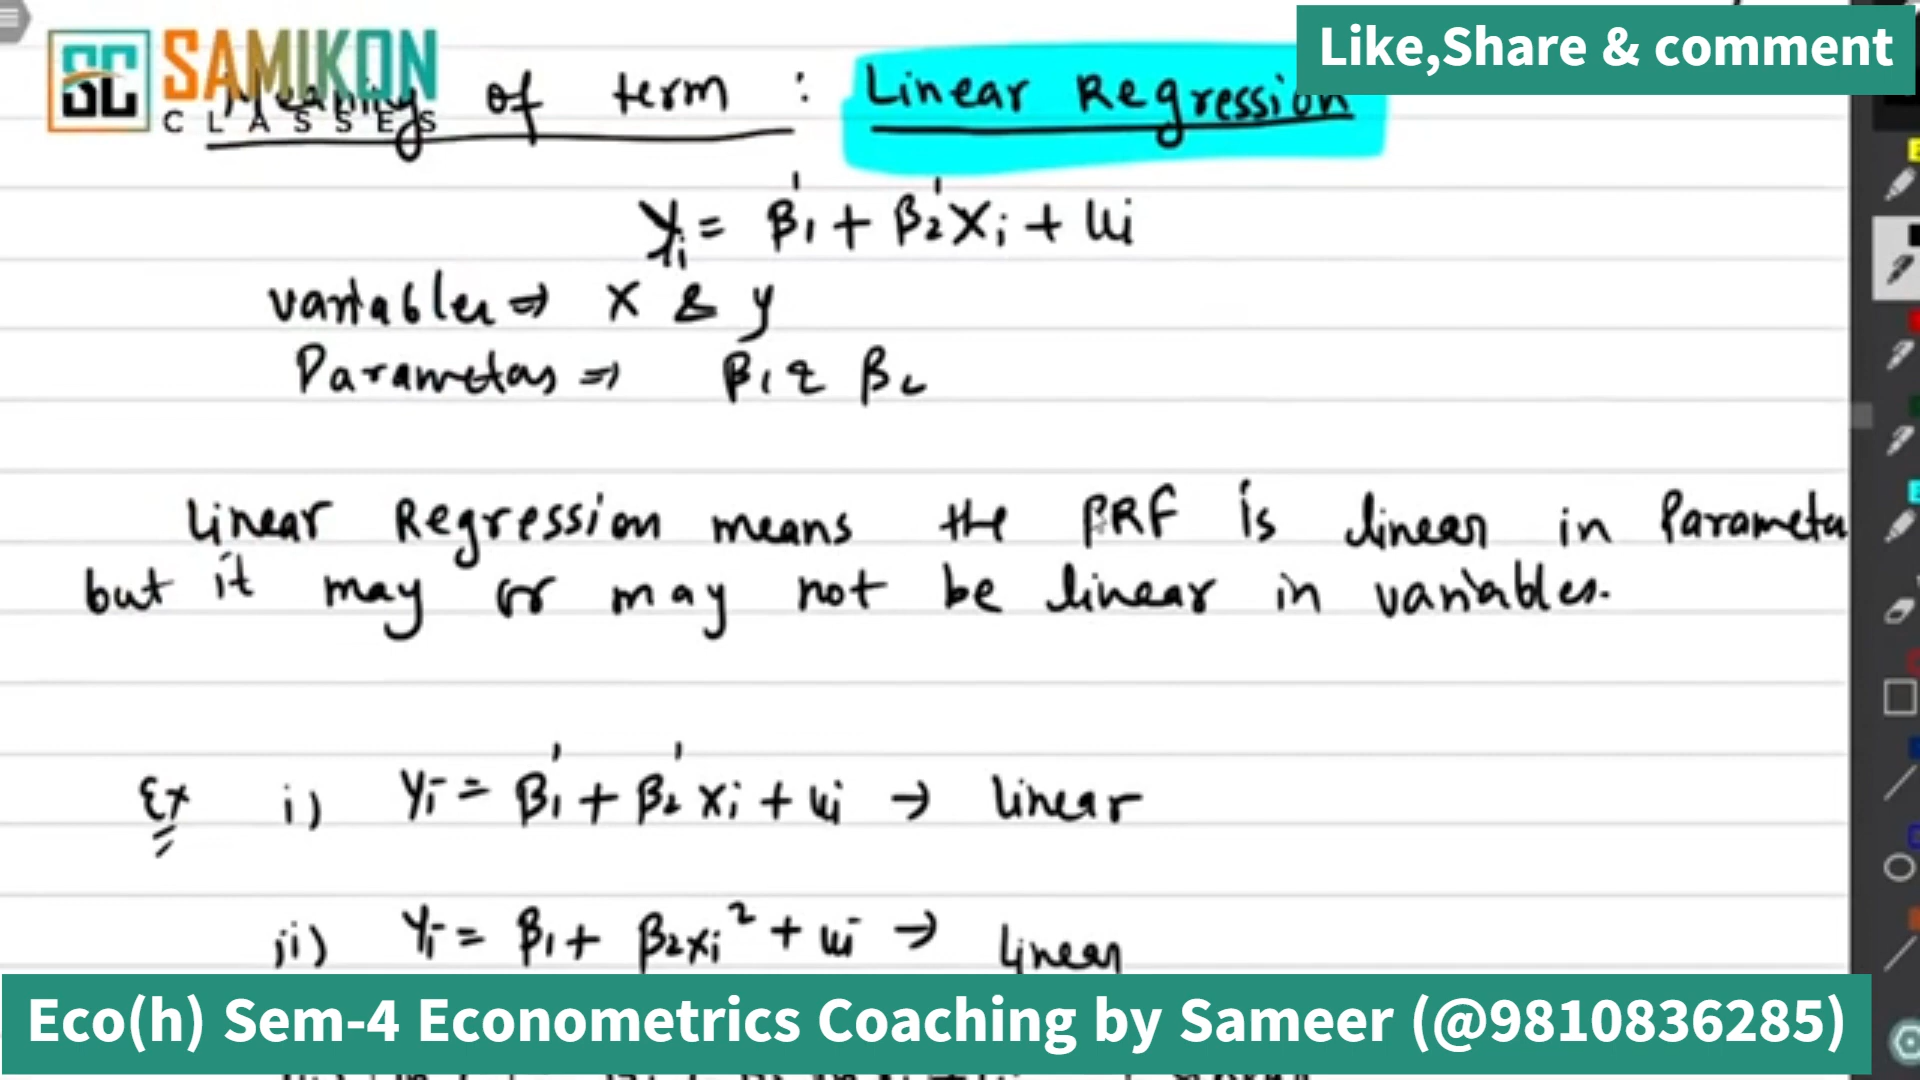 Like,Share & comment
SC SAMIKON
CLASSES
Meaning of term : Linear Regression
Yi = β1 + β2Xi + ui
variables ⇒ X & y
Parameters ⇒ β1 & β2
Linear Regression means the PRF is linear in Paramete
but it may or may not be linear in variables.
Ex i) Yi = β1 + β2 Xi + ui → linear
ii) Yi = β1 + β2Xi² + ui → linear
Eco(h) Sem-4 Econometrics Coaching by Sameer (@9810836285)